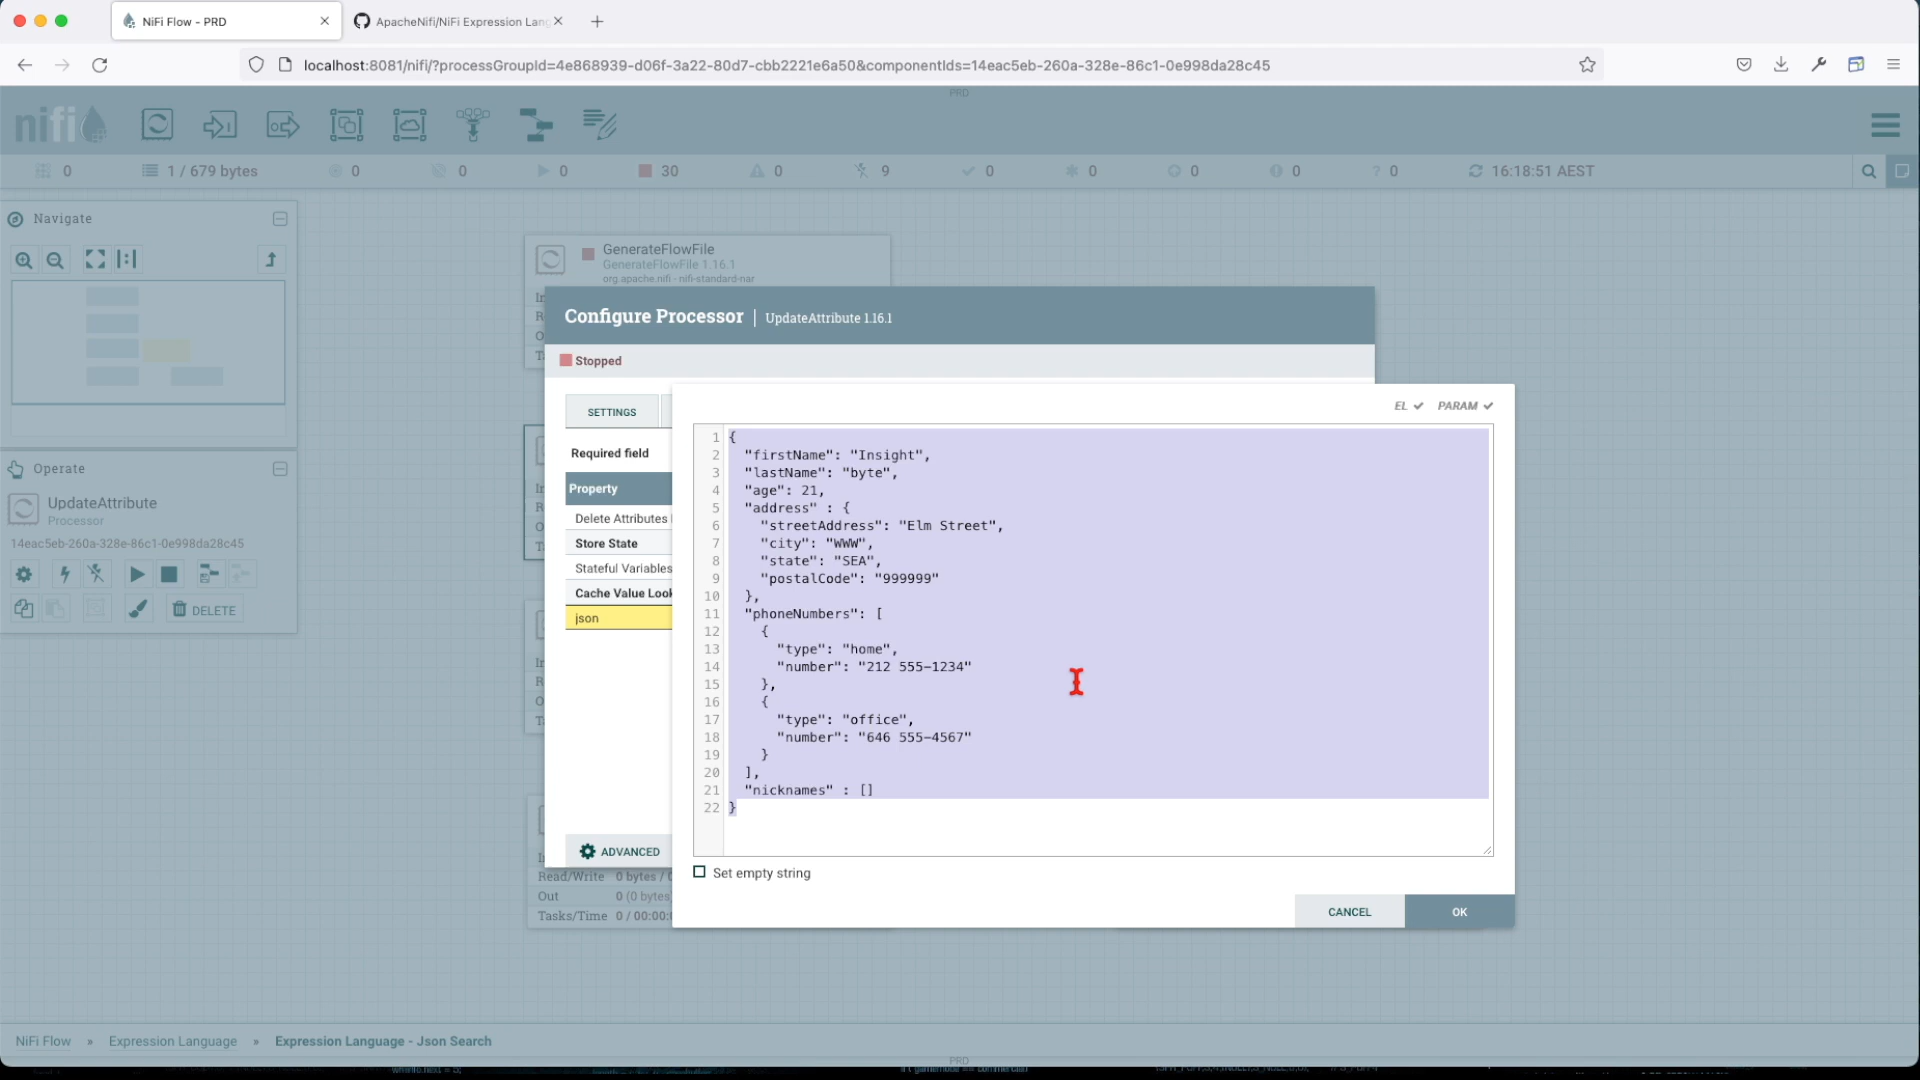 NiFi Flow - PRD
ApacheNifi/NiFi Expression Lang
localhost:8081/nifi/?processGroupId=4e868939-d06f-3a22-80d7-cbb2221e6a50&componentIds=14eac5eb-260a-328e-86c1-0e998da28c45
PRD
nifi
0
1 / 679 bytes
0
0
0
30
0
9
0
0
0
0
? 0
16:18:51 AEST
Navigate
Operate
UpdateAttribute
Processor
14eac5eb-260a-328e-86c1-0e998da28c45
DELETE
GenerateFlowFile
GenerateFlowFile 1.16.1
org.apache.nifi - nifi-standard-nar
Configure Processor | UpdateAttribute 1.16.1
Stopped
SETTINGS
Required field
Property
Delete Attributes
Store State
Stateful Variables
Cache Value Look
json
ADVANCED
EL PARAM
1 {
2 "firstName": "Insight",
3 "lastName": "byte",
4 "age": 21,
5 "address" : {
6 "streetAddress": "Elm Street",
7 "city": "WWW",
8 "state": "SEA",
9 "postalCode": "999999"
10 },
11 "phoneNumbers": [
12 {
13 "type": "home",
14 "number": "212 555-1234"
15 },
16 {
17 "type": "office",
18 "number": "646 555-4567"
19 }
20 ],
21 "nicknames" : []
22 }
Set empty string
CANCEL
OK
Read/Write 0 bytes /
Out 0 (0 bytes
Tasks/Time 0 / 00:00:
NiFi Flow » Expression Language » Expression Language - Json Search
PRD